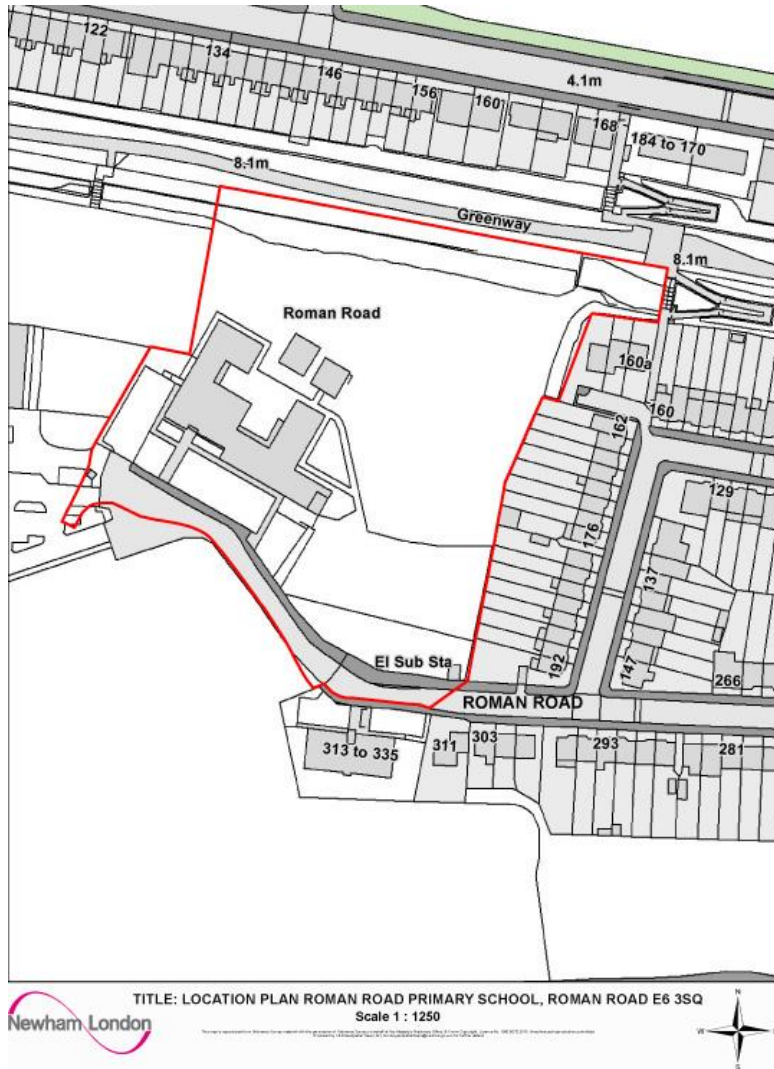 122
134
146
156
160
4.1m
168
184 to 170
8.1m
Greenway
8.1m
Roman Road
160a
160
162
129
176
137
El Sub Sta
192
147
266
ROMAN ROAD
313 to 335
311
303
293
281
TITLE: LOCATION PLAN ROMAN ROAD PRIMARY SCHOOL, ROMAN ROAD E6 3SQ
Scale 1 : 1250
Newham London
N
W
S